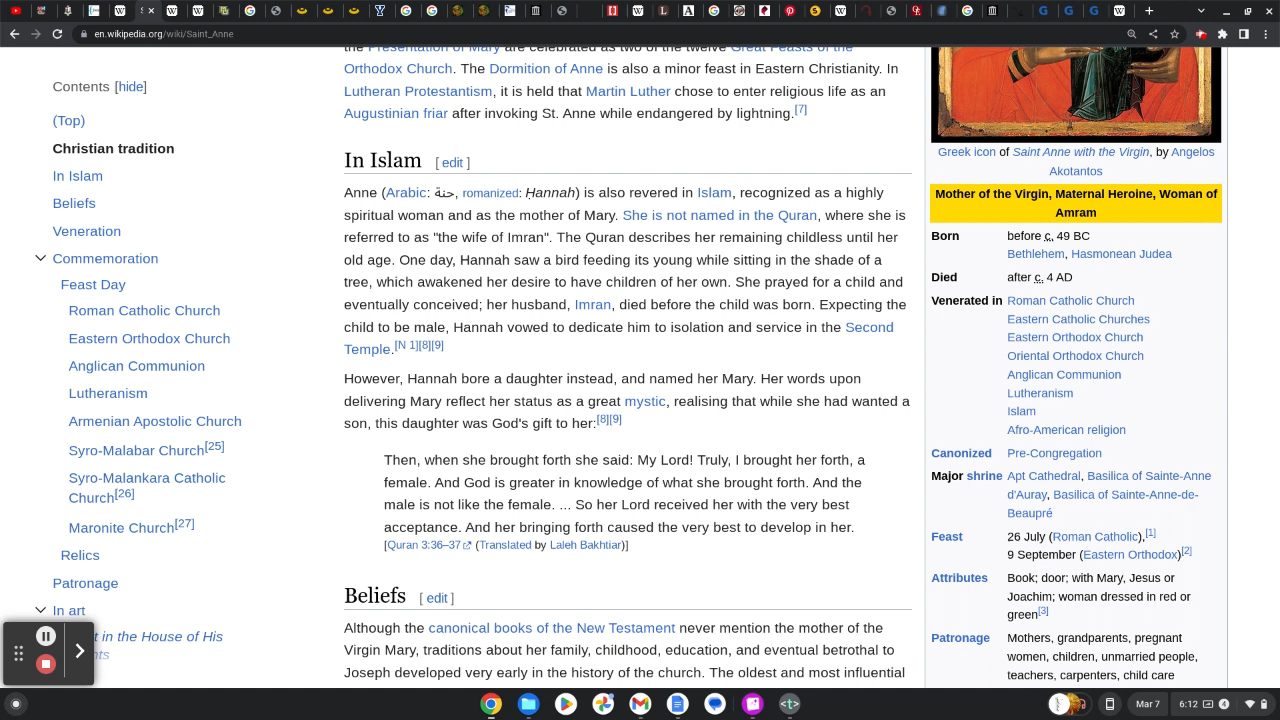 en.wikipedia.org/wiki/Saint_Anne
Contents [hide]
(Top)
Christian tradition
In Islam
Beliefs
Veneration
Commemoration
Feast Day
Roman Catholic Church
Eastern Orthodox Church
Anglican Communion
Lutheranism
Armenian Apostolic Church
Syro-Malabar Church[25]
Syro-Malankara Catholic
Church[26]
Maronite Church[27]
Relics
Patronage
In art
t in the House of His
nts
the Presentation of Mary are celebrated as two of the twelve Great Feasts of the
Orthodox Church. The Dormition of Anne is also a minor feast in Eastern Christianity. In
Lutheran Protestantism, it is held that Martin Luther chose to enter religious life as an
Augustinian friar after invoking St. Anne while endangered by lightning.[7]
In Islam [ edit ]
Anne (Arabic: حنة, romanized: Ḥannah) is also revered in Islam, recognized as a highly
spiritual woman and as the mother of Mary. She is not named in the Quran, where she is
referred to as "the wife of Imran". The Quran describes her remaining childless until her
old age. One day, Hannah saw a bird feeding its young while sitting in the shade of a
tree, which awakened her desire to have children of her own. She prayed for a child and
eventually conceived; her husband, Imran, died before the child was born. Expecting the
child to be male, Hannah vowed to dedicate him to isolation and service in the Second
Temple.[N 1][8][9]
However, Hannah bore a daughter instead, and named her Mary. Her words upon
delivering Mary reflect her status as a great mystic, realising that while she had wanted a
son, this daughter was God's gift to her:[8][9]
Then, when she brought forth she said: My Lord! Truly, I brought her forth, a
female. And God is greater in knowledge of what she brought forth. And the
male is not like the female. ... So her Lord received her with the very best
acceptance. And her bringing forth caused the very best to develop in her.
[Quran 3:36–37 (Translated by Laleh Bakhtiar)]
Beliefs [ edit ]
Although the canonical books of the New Testament never mention the mother of the
Virgin Mary, traditions about her family, childhood, education, and eventual betrothal to
Joseph developed very early in the history of the church. The oldest and most influential
Greek icon of Saint Anne with the Virgin, by Angelos
Akotantos
Mother of the Virgin, Maternal Heroine, Woman of
Amram
Born before c. 49 BC
Bethlehem, Hasmonean Judea
Died after c. 4 AD
Venerated in Roman Catholic Church
Eastern Catholic Churches
Eastern Orthodox Church
Oriental Orthodox Church
Anglican Communion
Lutheranism
Islam
Afro-American religion
Canonized Pre-Congregation
Major shrine Apt Cathedral, Basilica of Sainte-Anne
d'Auray, Basilica of Sainte-Anne-de-
Beaupré
Feast 26 July (Roman Catholic),[1]
9 September (Eastern Orthodox)[2]
Attributes Book; door; with Mary, Jesus or
Joachim; woman dressed in red or
green[3]
Patronage Mothers, grandparents, pregnant
women, children, unmarried people,
teachers, carpenters, child care
Mar 7 6:12